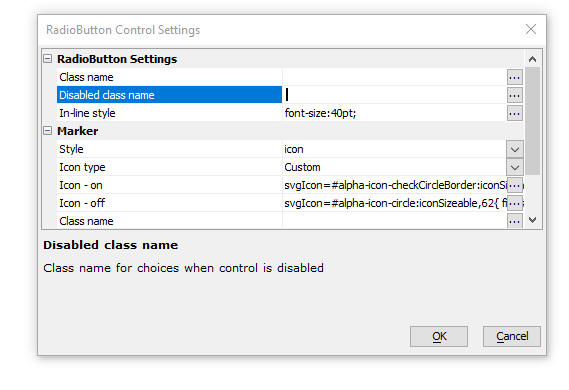 RadioButton Control Settings
RadioButton Settings
Class name ...
Disabled class name ...
In-line style font-size:40pt; ...
Marker
Style icon
Icon type Custom
Icon - on svgIcon=#alpha-icon-checkCircleBorder:iconSi ...
Icon - off svgIcon=#alpha-icon-circle:iconSizeable,62{ fi ...
Class name ...
Disabled class name
Class name for choices when control is disabled
OK Cancel